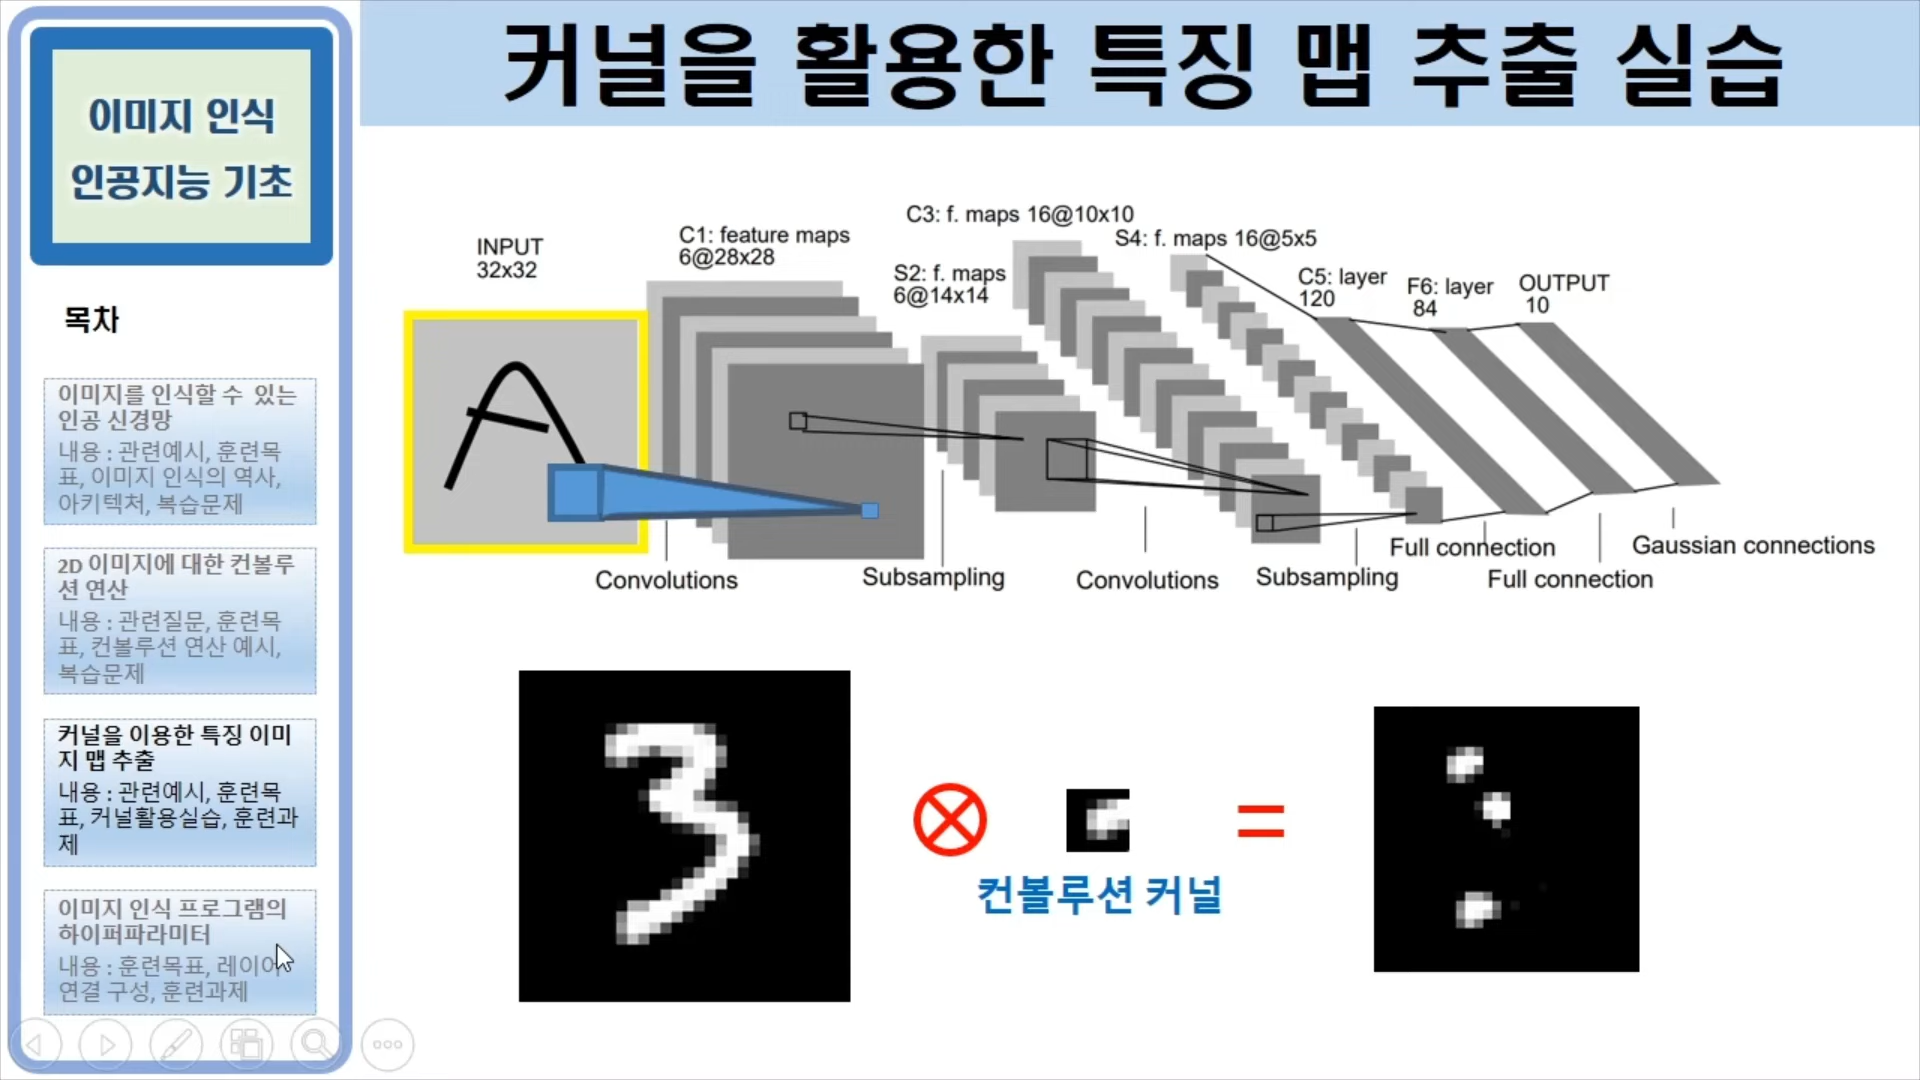 커널을 활용한 특징 맵 추출 실습
이미지 인식
인공지능 기초
목차
이미지를 인식할 수 있는
인공 신경망
내용 : 관련예시, 훈련목
표, 이미지 인식의 역사,
아키텍처, 복습문제
2D 이미지에 대한 컨볼루
션 연산
내용 : 관련질문, 훈련목
표, 컨볼루션 연산 예시,
복습문제
커널을 이용한 특징 이미
지 맵 추출
내용 : 관련예시, 훈련목
표, 커널활용실습, 훈련과
제
이미지 인식 프로그램의
하이퍼파라미터
내용 : 훈련목표, 레이어
연결 구성, 훈련과제
INPUT
32x32
C1: feature maps
6@28x28
S2: f. maps
6@14x14
C3: f. maps 16@10x10
S4: f. maps 16@5x5
C5: layer
120
F6: layer
84
OUTPUT
10
Convolutions
Subsampling
Convolutions
Subsampling
Full connection
Full connection
Gaussian connections
컨볼루션 커널